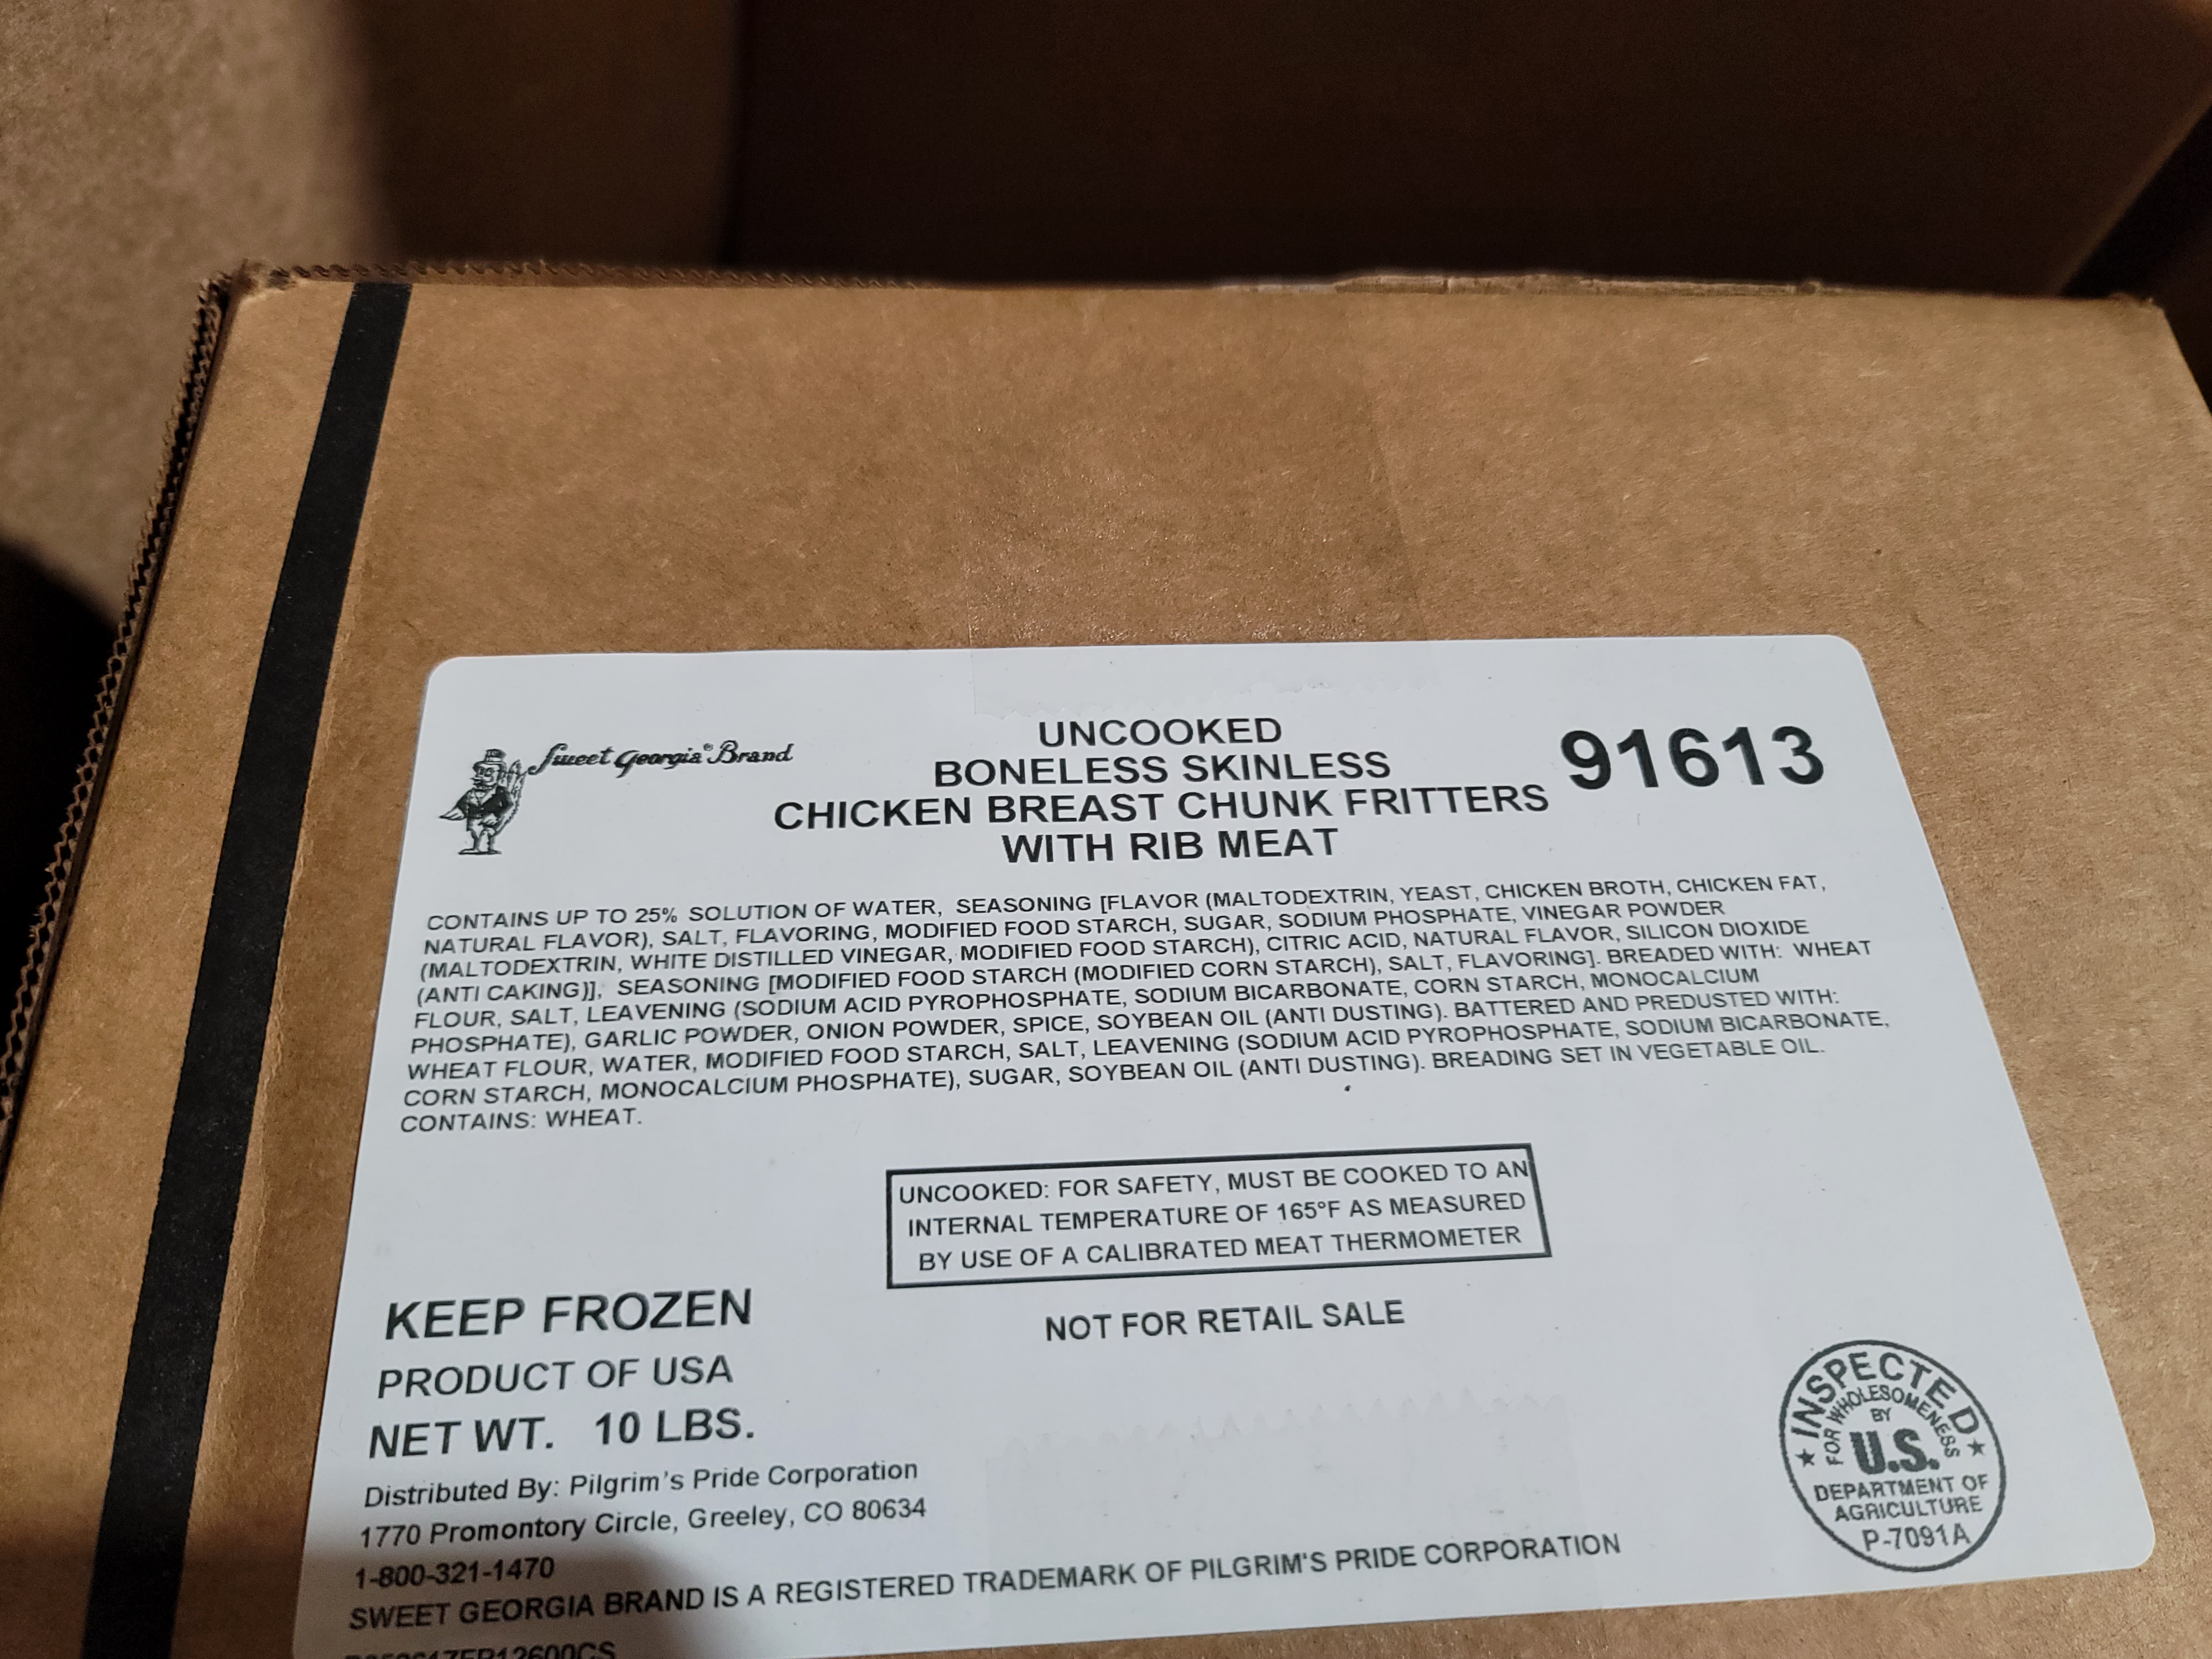 Sweet Georgia® Brand
UNCOOKED
BONELESS SKINLESS
CHICKEN BREAST CHUNK FRITTERS
WITH RIB MEAT
91613
CONTAINS UP TO 25% SOLUTION OF WATER, SEASONING [FLAVOR (MALTODEXTRIN, YEAST, CHICKEN BROTH, CHICKEN FAT,
NATURAL FLAVOR), SALT, FLAVORING, MODIFIED FOOD STARCH, SUGAR, SODIUM PHOSPHATE, VINEGAR POWDER
(MALTODEXTRIN, WHITE DISTILLED VINEGAR, MODIFIED FOOD STARCH), CITRIC ACID, NATURAL FLAVOR, SILICON DIOXIDE
(ANTI CAKING)], SEASONING [MODIFIED FOOD STARCH (MODIFIED CORN STARCH), SALT, FLAVORING]. BREADED WITH: WHEAT
FLOUR, SALT, LEAVENING (SODIUM ACID PYROPHOSPHATE, SODIUM BICARBONATE, CORN STARCH, MONOCALCIUM
PHOSPHATE), GARLIC POWDER, ONION POWDER, SPICE, SOYBEAN OIL (ANTI DUSTING). BATTERED AND PREDUSTED WITH:
WHEAT FLOUR, WATER, MODIFIED FOOD STARCH, SALT, LEAVENING (SODIUM ACID PYROPHOSPHATE, SODIUM BICARBONATE,
CORN STARCH, MONOCALCIUM PHOSPHATE), SUGAR, SOYBEAN OIL (ANTI DUSTING). BREADING SET IN VEGETABLE OIL.
CONTAINS: WHEAT.
UNCOOKED: FOR SAFETY, MUST BE COOKED TO AN
INTERNAL TEMPERATURE OF 165°F AS MEASURED
BY USE OF A CALIBRATED MEAT THERMOMETER
KEEP FROZEN
NOT FOR RETAIL SALE
PRODUCT OF USA
NET WT. 10 LBS.
Distributed By: Pilgrim's Pride Corporation
1770 Promontory Circle, Greeley, CO 80634
1-800-321-1470
SWEET GEORGIA BRAND IS A REGISTERED TRADEMARK OF PILGRIM'S PRIDE CORPORATION
INSPECTED
FOR WHOLESOMENESS
BY
U.S.
DEPARTMENT OF
AGRICULTURE
P-7091A